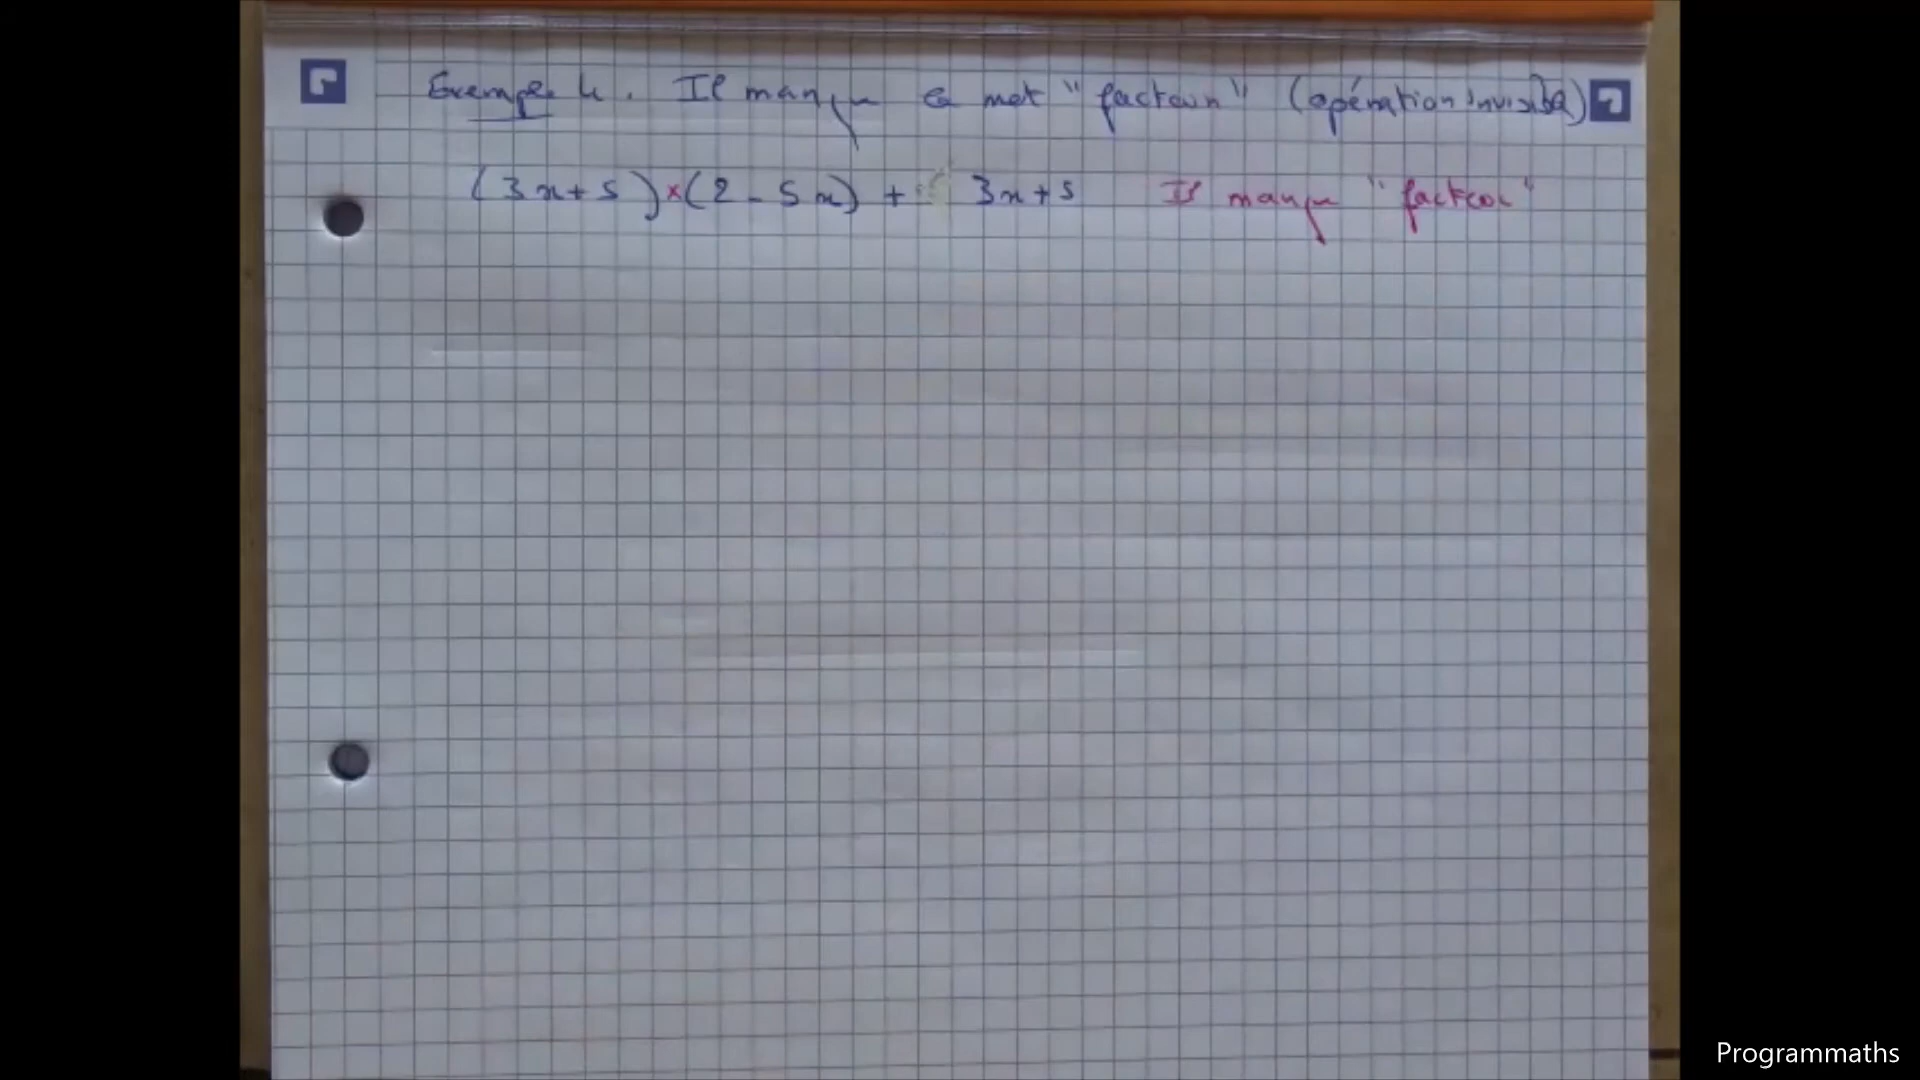 Exemple 4. Il manque le mot "facteur" (opération invisible)
(3x+5)×(2-5x) + 3x+5 Il manque "facteur"
Programmaths